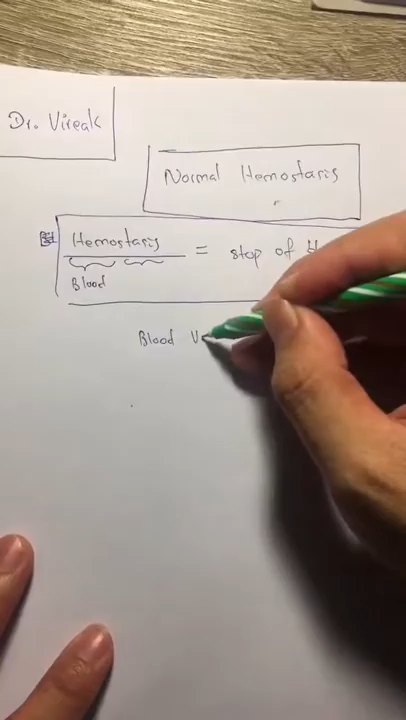 Dr. Vireak
Normal Hemostasis
Hemostasis = stop of
Blood
Blood